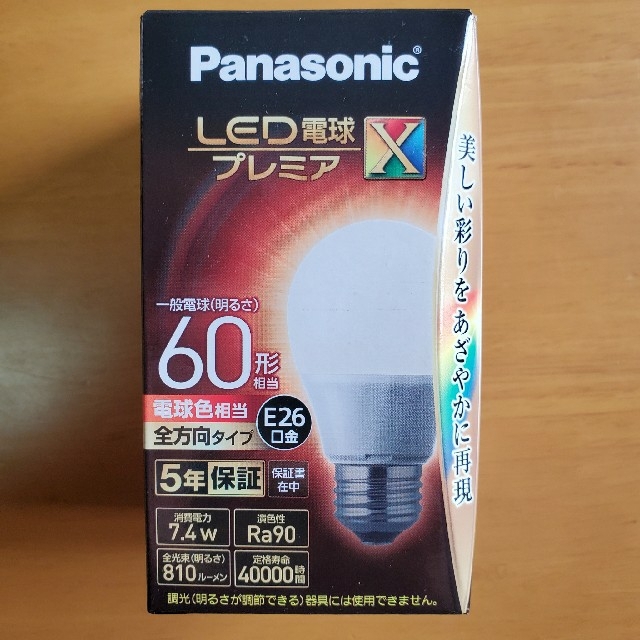 Panasonic®
LED電球
プレミア X
美しい彩りをあざやかに再現
一般電球(明るさ)
60形
相当
電球色相当
全方向タイプ
E26
口金
5年保証
保証書
在中
消費電力
7.4W
演色性
Ra90
全光束(明るさ)
810ルーメン
定格寿命
40000時間
調光(明るさが調節できる)器具には使用できません。